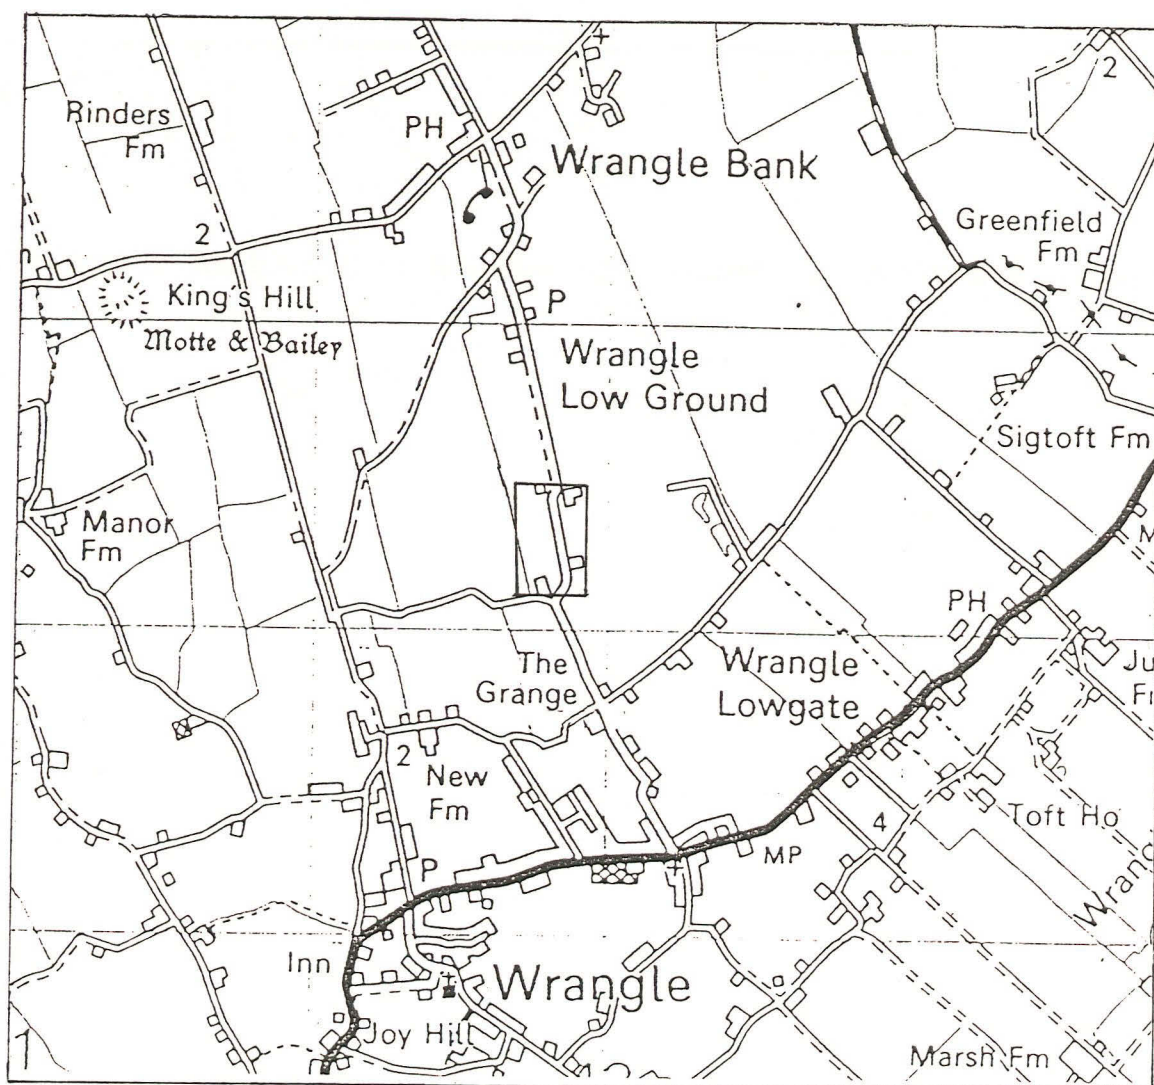 2
Rinders
Fm
PH
Wrangle Bank
Greenfield
Fm
2
King's Hill
Motte & Bailey
P
Wrangle
Low Ground
Sigtoft Fm
Manor
Fm
M
PH
The
Grange
Wrangle
Lowgate
Ju
F
2
New
Fm
Toft Ho
4
MP
P
Wrang
Inn
Wrangle
Joy Hill
1
Marsh Fm